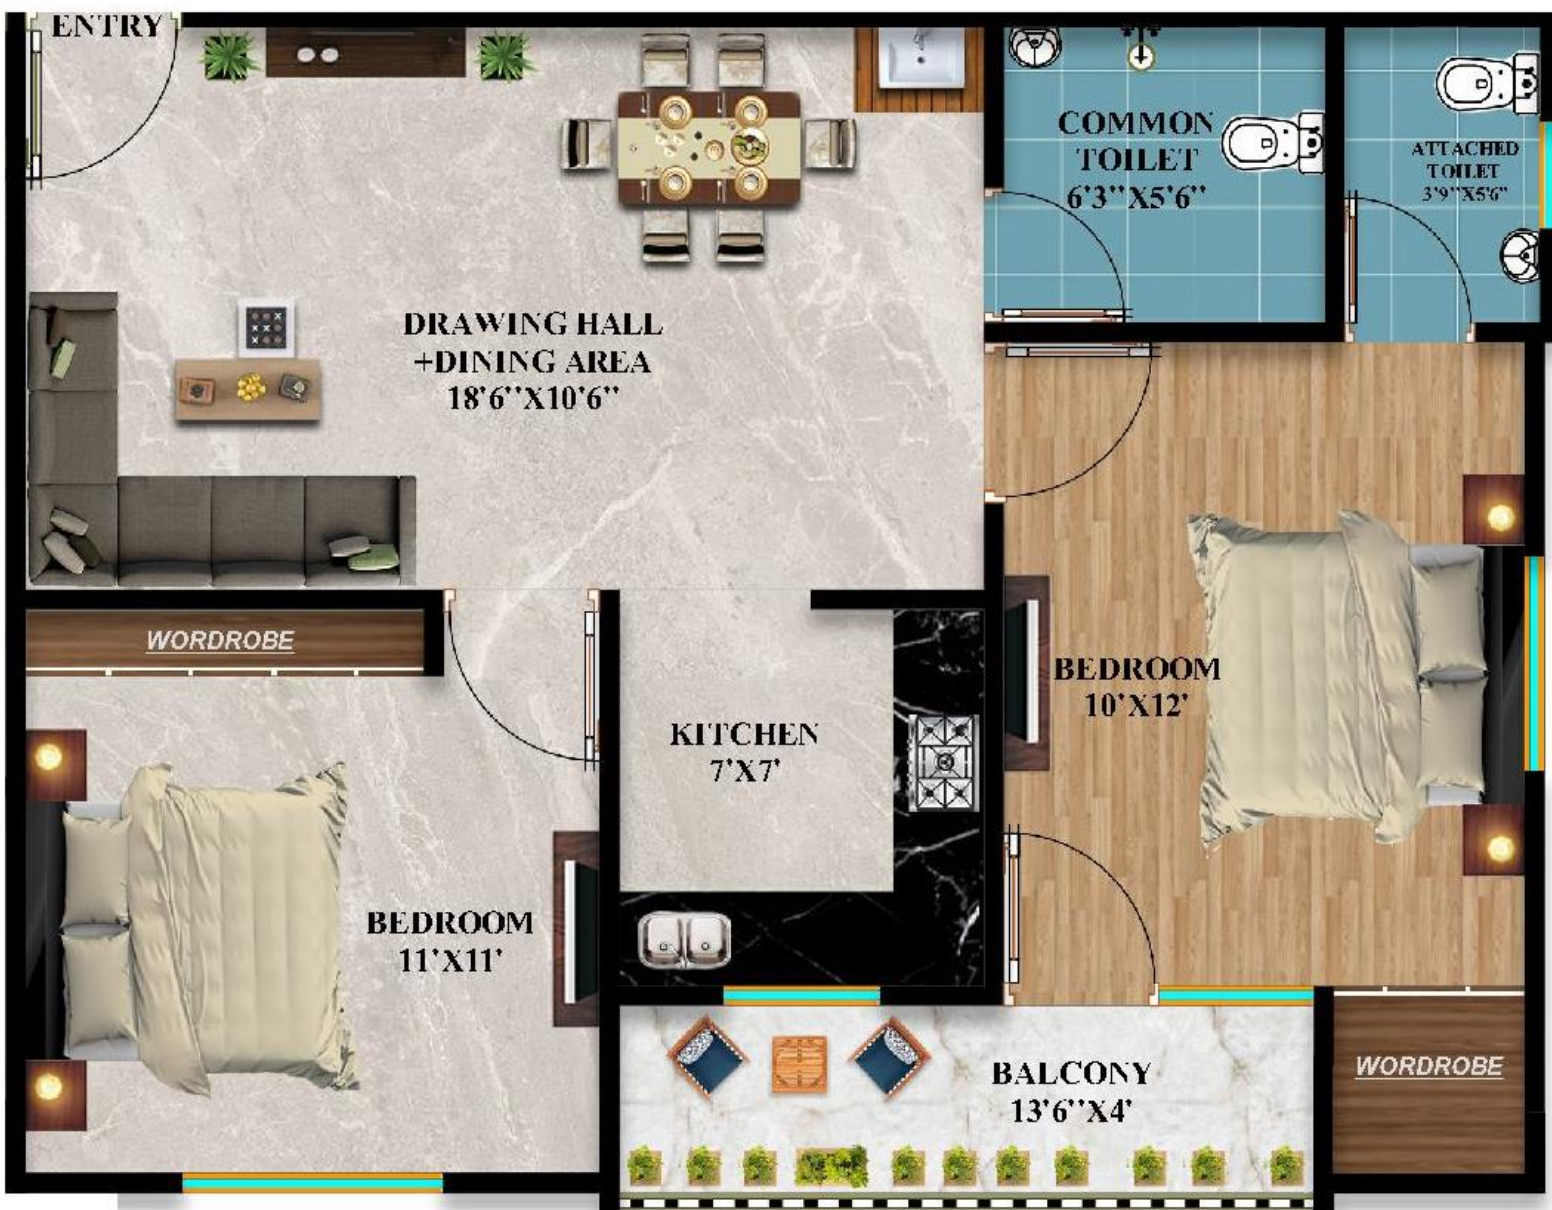 ENTRY
COMMON
TOILET
6'3''X5'6''
ATTACHED
TOILET
3'9"X5'6"
DRAWING HALL
+DINING AREA
18'6''X10'6''
WORDROBE
BEDROOM
10'X12'
KITCHEN
7'X7'
BEDROOM
11'X11'
BALCONY
13'6''X4'
WORDROBE